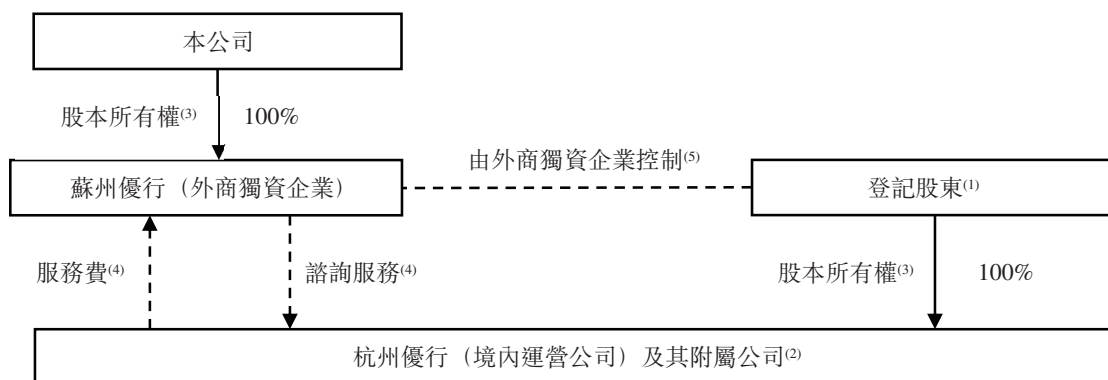 本公司
股本所有權(3) 100%
由外商獨資企業控制(5)
蘇州優行（外商獨資企業） 登記股東(1)
服務費(4) 諮詢服務(4) 股本所有權(3) 100%
杭州優行（境內運營公司）及其附屬公司(2)